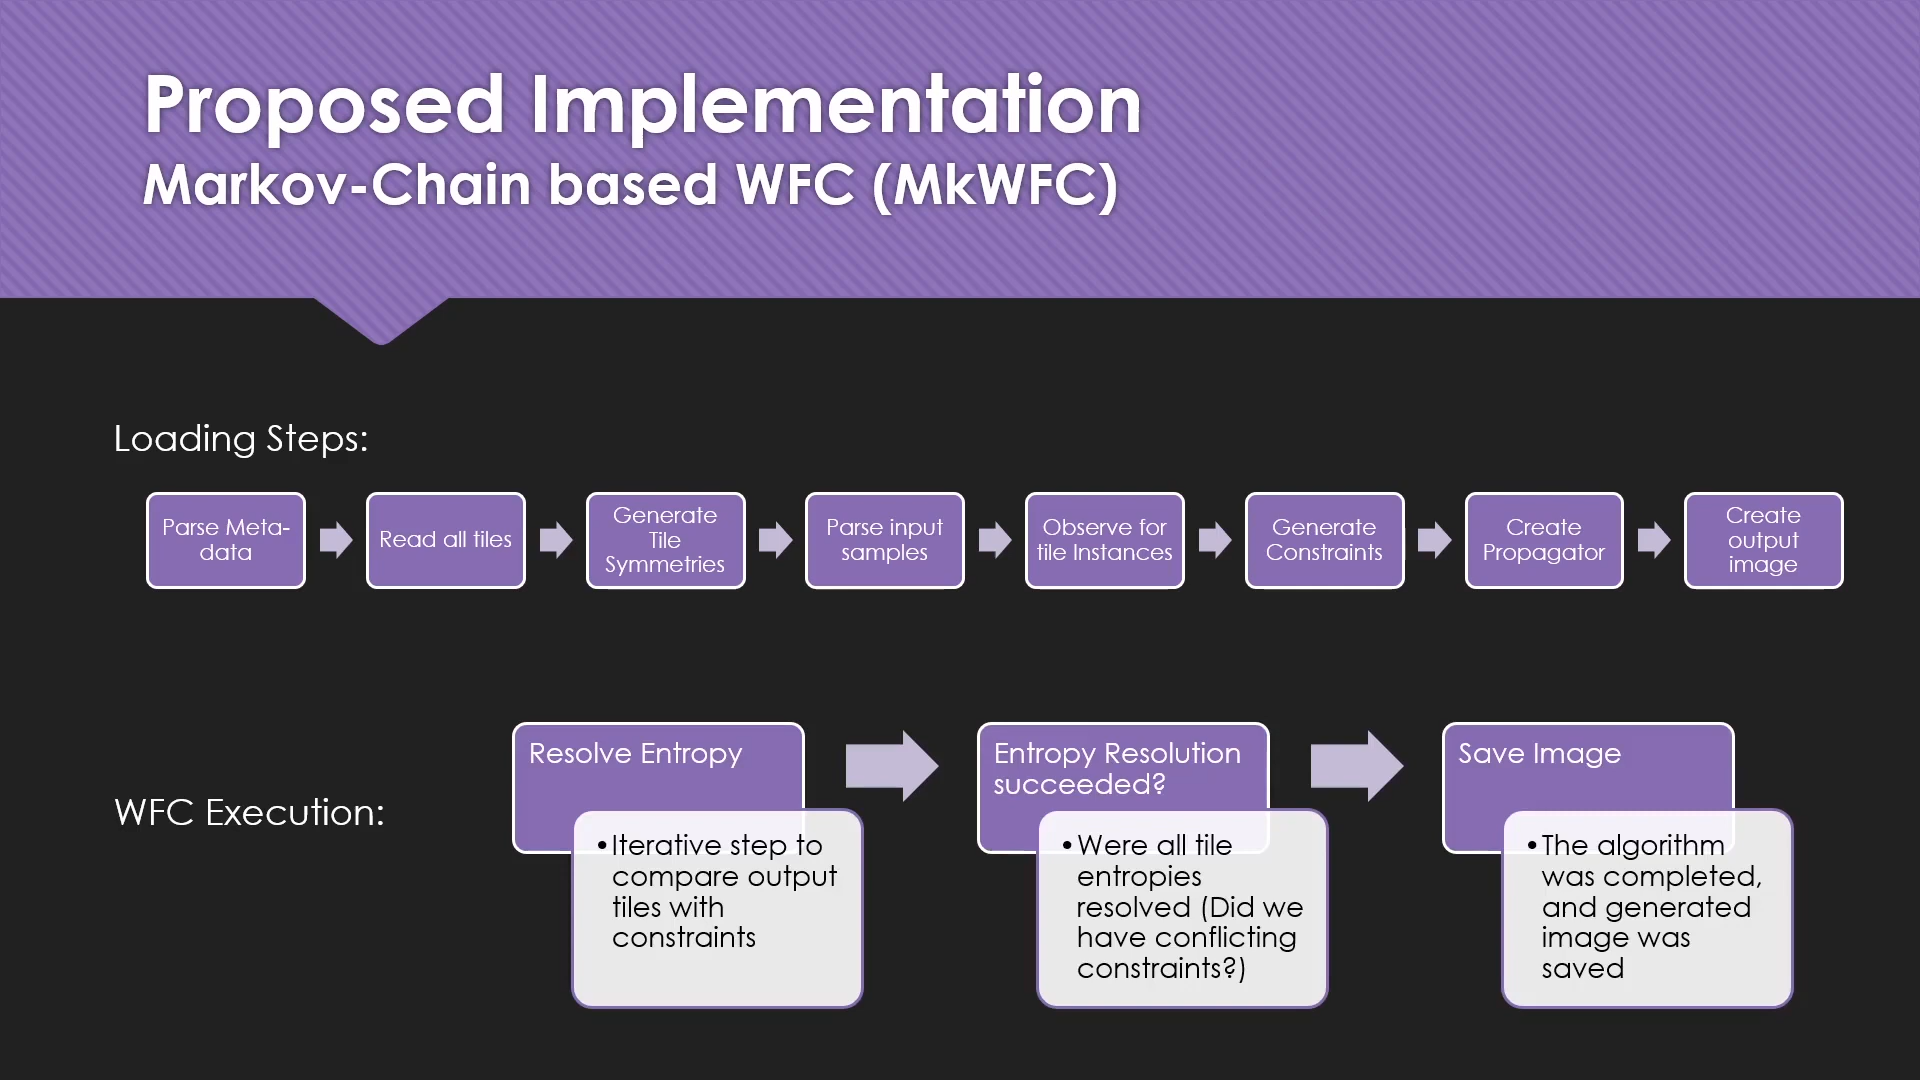 Proposed Implementation
Markov-Chain based WFC (MkWFC)
Loading Steps:
Parse Meta-
data
Read all tiles
Generate
Tile
Symmetries
Parse input
samples
Observe for
tile Instances
Generate
Constraints
Create
Propagator
Create
output
image
WFC Execution:
Resolve Entropy
•Iterative step to
compare output
tiles with
constraints
Entropy Resolution
succeeded?
•Were all tile
entropies
resolved (Did we
have conflicting
constraints?)
Save Image
•The algorithm
was completed,
and generated
image was
saved